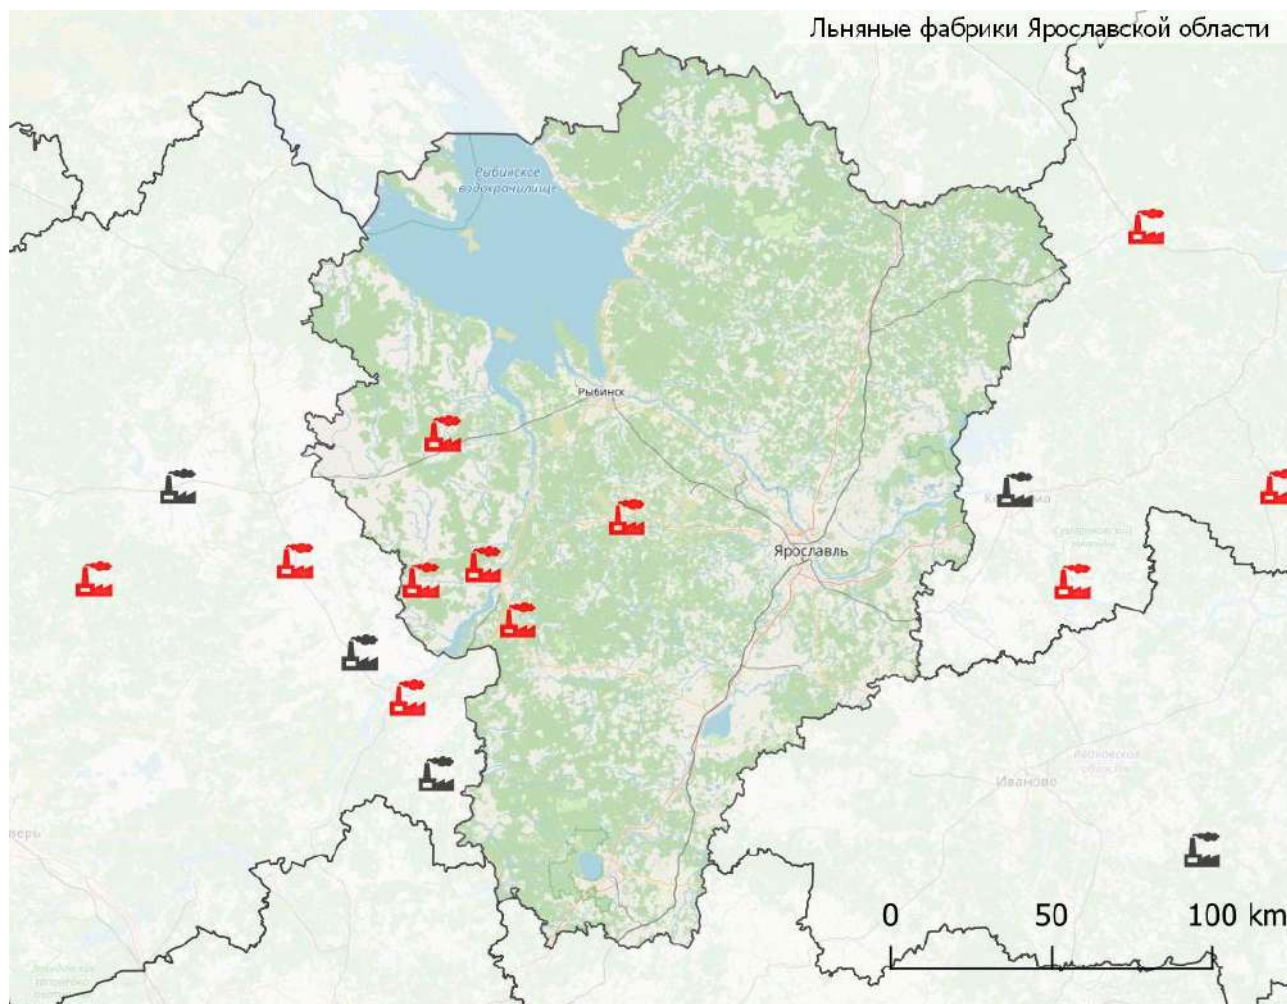 Льняные фабрики Ярославской области
Рыбинское
водохранилище
Рыбинск
Ярославль
Иваново
0 50 100 km